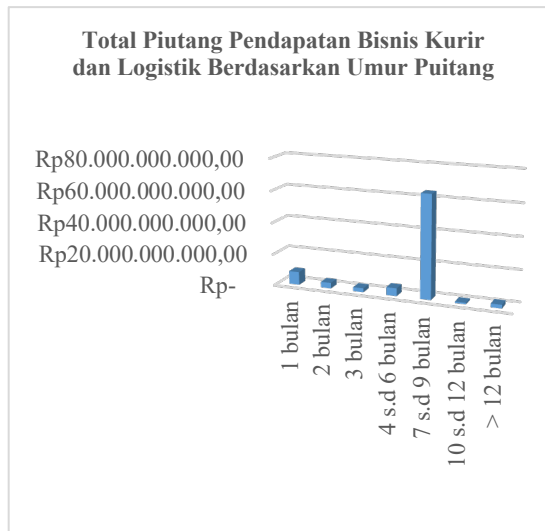 Total Piutang Pendapatan Bisnis Kurir
dan Logistik Berdasarkan Umur Puitang
Rp80.000.000.000,00
Rp60.000.000.000,00
Rp40.000.000.000,00
Rp20.000.000.000,00
Rp-
1 bulan
2 bulan
3 bulan
4 s.d 6 bulan
7 s.d 9 bulan
10 s.d 12 bulan
> 12 bulan